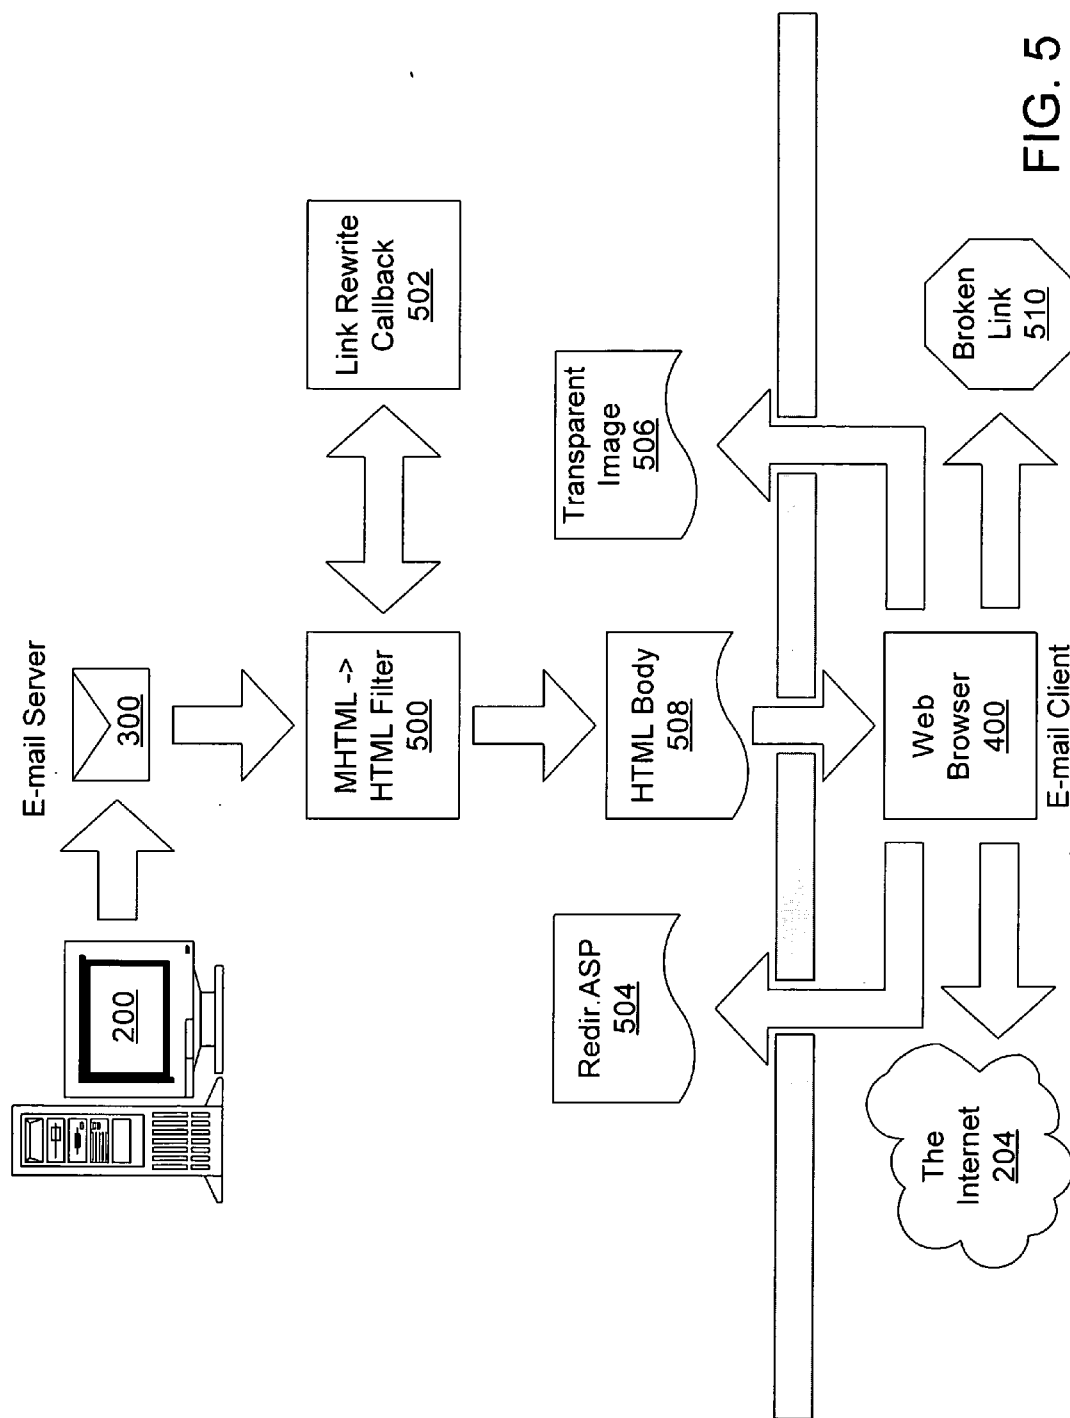 E-mail Server
200
300
MHTML ->
HTML Filter
500
Link Rewrite
Callback
502
Redir.ASP
504
HTML Body
508
Transparent
Image
506
The
Internet
204
Web
Browser
400
E-mail Client
Broken
Link
510
FIG. 5